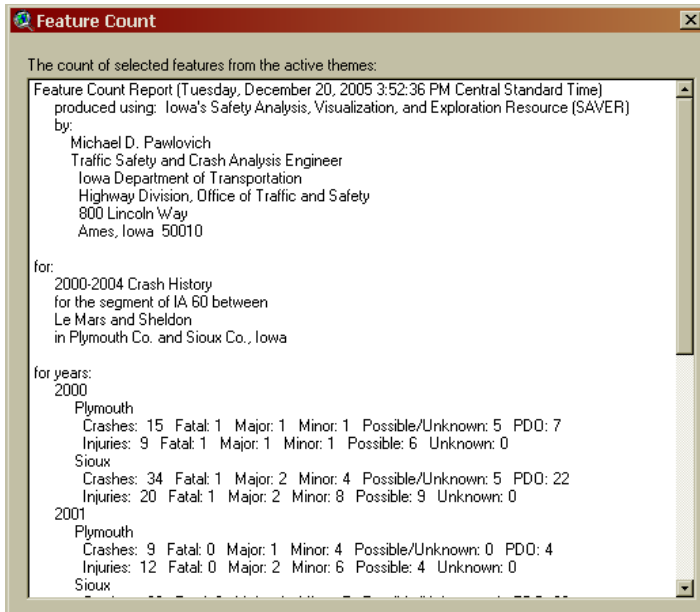 Feature Count
The count of selected features from the active themes:
Feature Count Report (Tuesday, December 20, 2005 3:52:36 PM Central Standard Time)
produced using: Iowa's Safety Analysis, Visualization, and Exploration Resource (SAVER)
by:
Michael D. Pawlovich
Traffic Safety and Crash Analysis Engineer
Iowa Department of Transportation
Highway Division, Office of Traffic and Safety
800 Lincoln Way
Ames, Iowa 50010
for:
2000-2004 Crash History
for the segment of IA 60 between
Le Mars and Sheldon
in Plymouth Co. and Sioux Co., Iowa
for years:
2000
Plymouth
Crashes: 15 Fatal: 1 Major: 1 Minor: 1 Possible/Unknown: 5 PDO: 7
Injuries: 9 Fatal: 1 Major: 1 Minor: 1 Possible: 6 Unknown: 0
Sioux
Crashes: 34 Fatal: 1 Major: 2 Minor: 4 Possible/Unknown: 5 PDO: 22
Injuries: 20 Fatal: 1 Major: 2 Minor: 8 Possible: 9 Unknown: 0
2001
Plymouth
Crashes: 9 Fatal: 0 Major: 1 Minor: 4 Possible/Unknown: 0 PDO: 4
Injuries: 12 Fatal: 0 Major: 2 Minor: 6 Possible: 4 Unknown: 0
Sioux